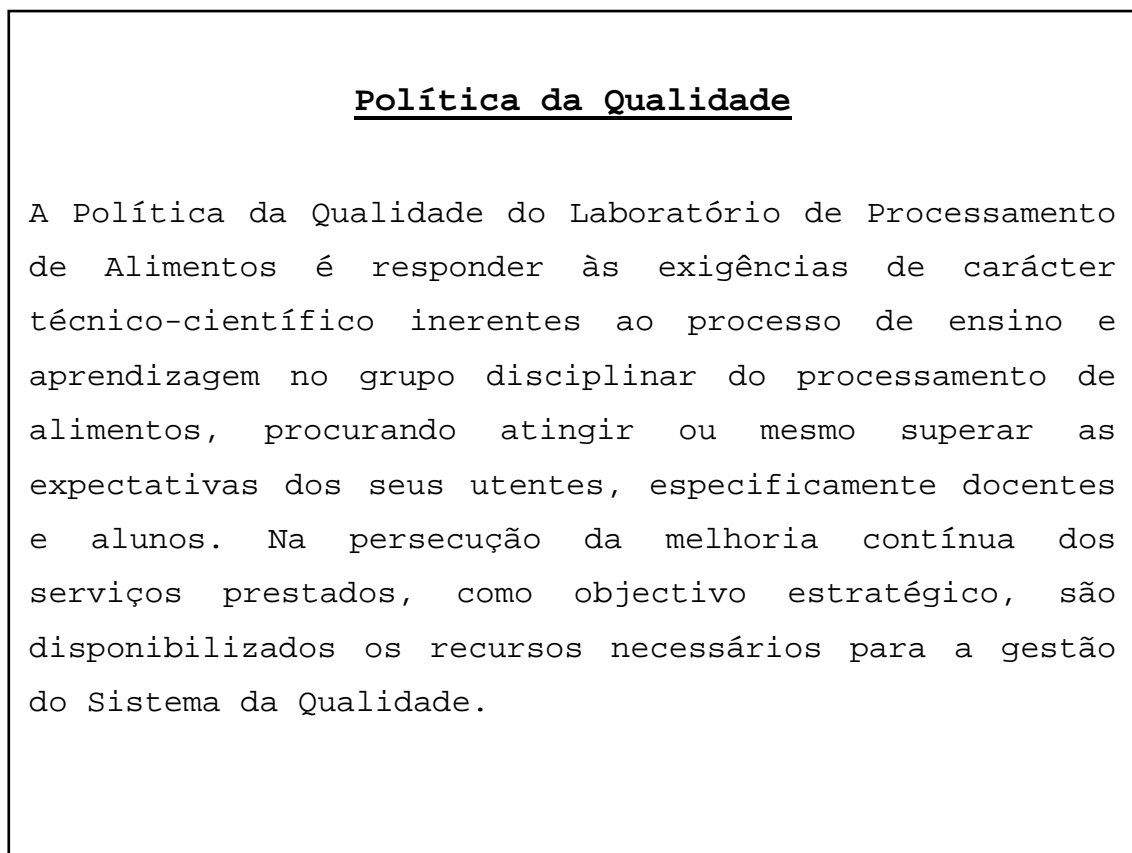 Política da Qualidade
A Política da Qualidade do Laboratório de Processamento
de Alimentos é responder às exigências de carácter
técnico-científico inerentes ao processo de ensino e
aprendizagem no grupo disciplinar do processamento de
alimentos, procurando atingir ou mesmo superar as
expectativas dos seus utentes, especificamente docentes
e alunos. Na persecução da melhoria contínua dos
serviços prestados, como objectivo estratégico, são
disponibilizados os recursos necessários para a gestão
do Sistema da Qualidade.